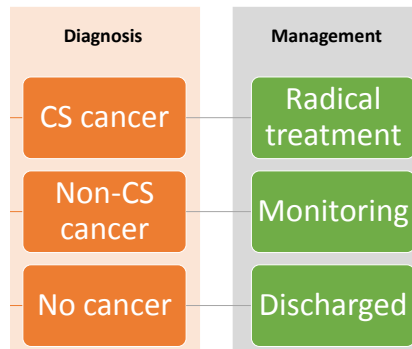 Diagnosis
Management
CS cancer
Radical
treatment
Non-CS
cancer
Monitoring
No cancer
Discharged